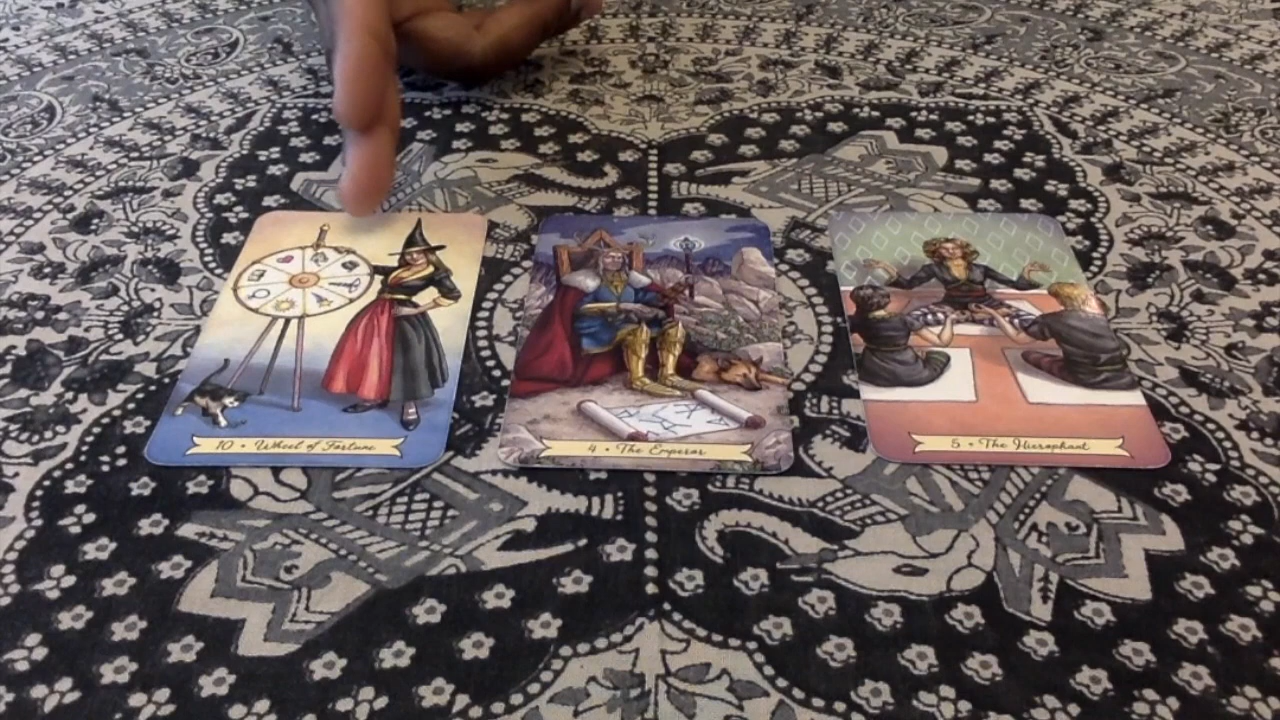 10 • Wheel of Fortune
4 • The Emperor
5 • The Hierophant